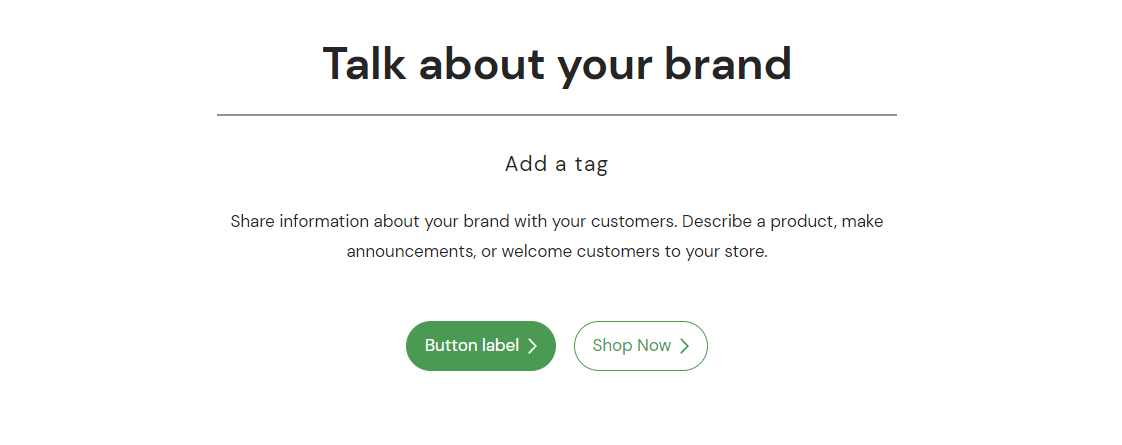 Talk about your brand
Add a tag
Share information about your brand with your customers. Describe a product, make
announcements, or welcome customers to your store.
Button label
Shop Now